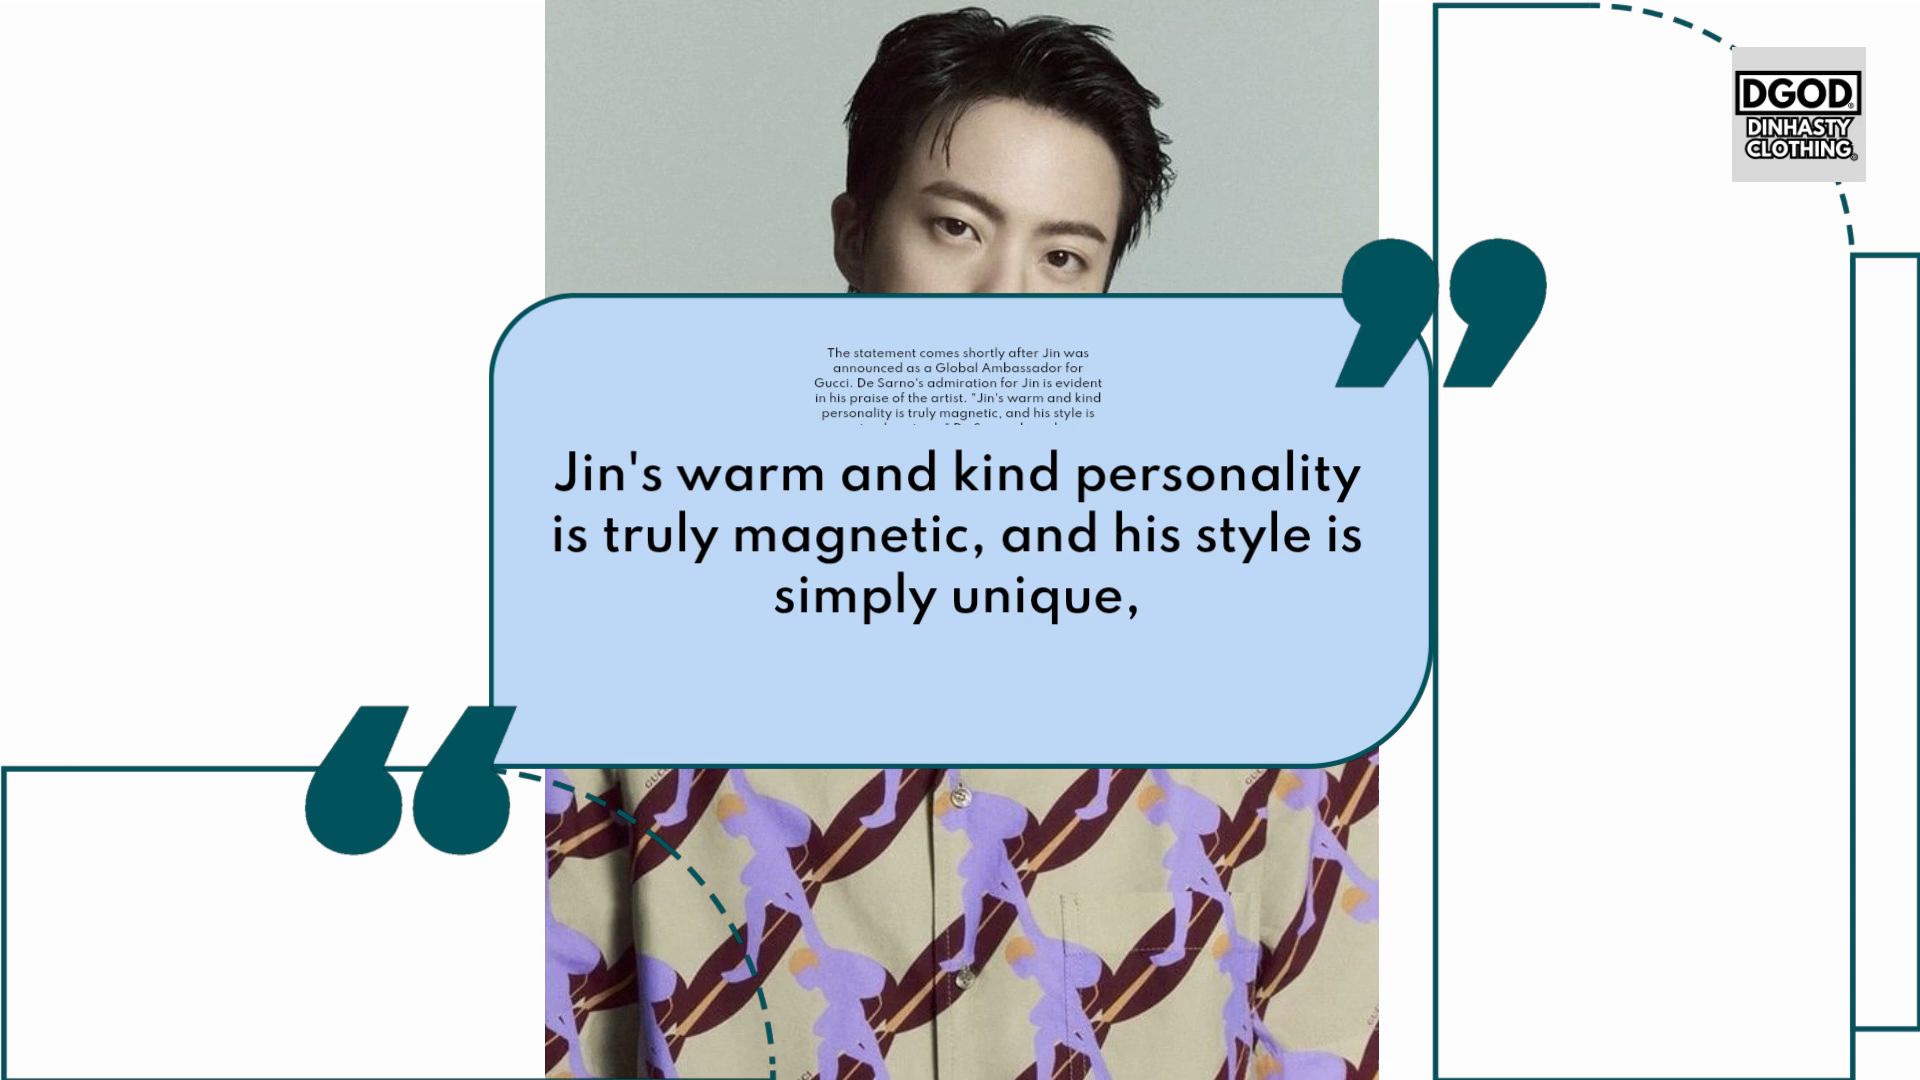 DGOD
DINHASTY
CLOTHING
The statement comes shortly after Jin was
announced as a Global Ambassador for
Gucci. De Sarno's admiration for Jin is evident
in his praise of the artist. "Jin's warm and kind
personality is truly magnetic, and his style is
Jin's warm and kind personality
is truly magnetic, and his style is
simply unique,